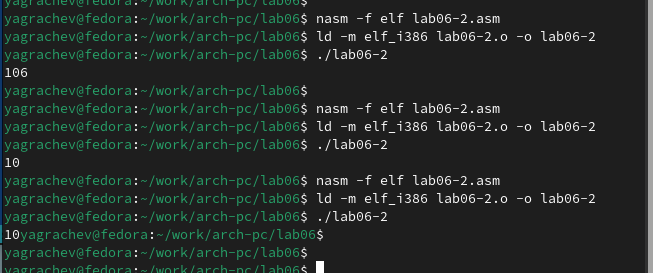 yagrachev@fedora:~/work/arch-pc/lab06$
yagrachev@fedora:~/work/arch-pc/lab06$ nasm -f elf lab06-2.asm
yagrachev@fedora:~/work/arch-pc/lab06$ ld -m elf_i386 lab06-2.o -o lab06-2
yagrachev@fedora:~/work/arch-pc/lab06$ ./lab06-2
106
yagrachev@fedora:~/work/arch-pc/lab06$
yagrachev@fedora:~/work/arch-pc/lab06$ nasm -f elf lab06-2.asm
yagrachev@fedora:~/work/arch-pc/lab06$ ld -m elf_i386 lab06-2.o -o lab06-2
yagrachev@fedora:~/work/arch-pc/lab06$ ./lab06-2
10
yagrachev@fedora:~/work/arch-pc/lab06$ nasm -f elf lab06-2.asm
yagrachev@fedora:~/work/arch-pc/lab06$ ld -m elf_i386 lab06-2.o -o lab06-2
yagrachev@fedora:~/work/arch-pc/lab06$ ./lab06-2
10yagrachev@fedora:~/work/arch-pc/lab06$
yagrachev@fedora:~/work/arch-pc/lab06$
yagrachev@fedora:~/work/arch-pc/lab06$